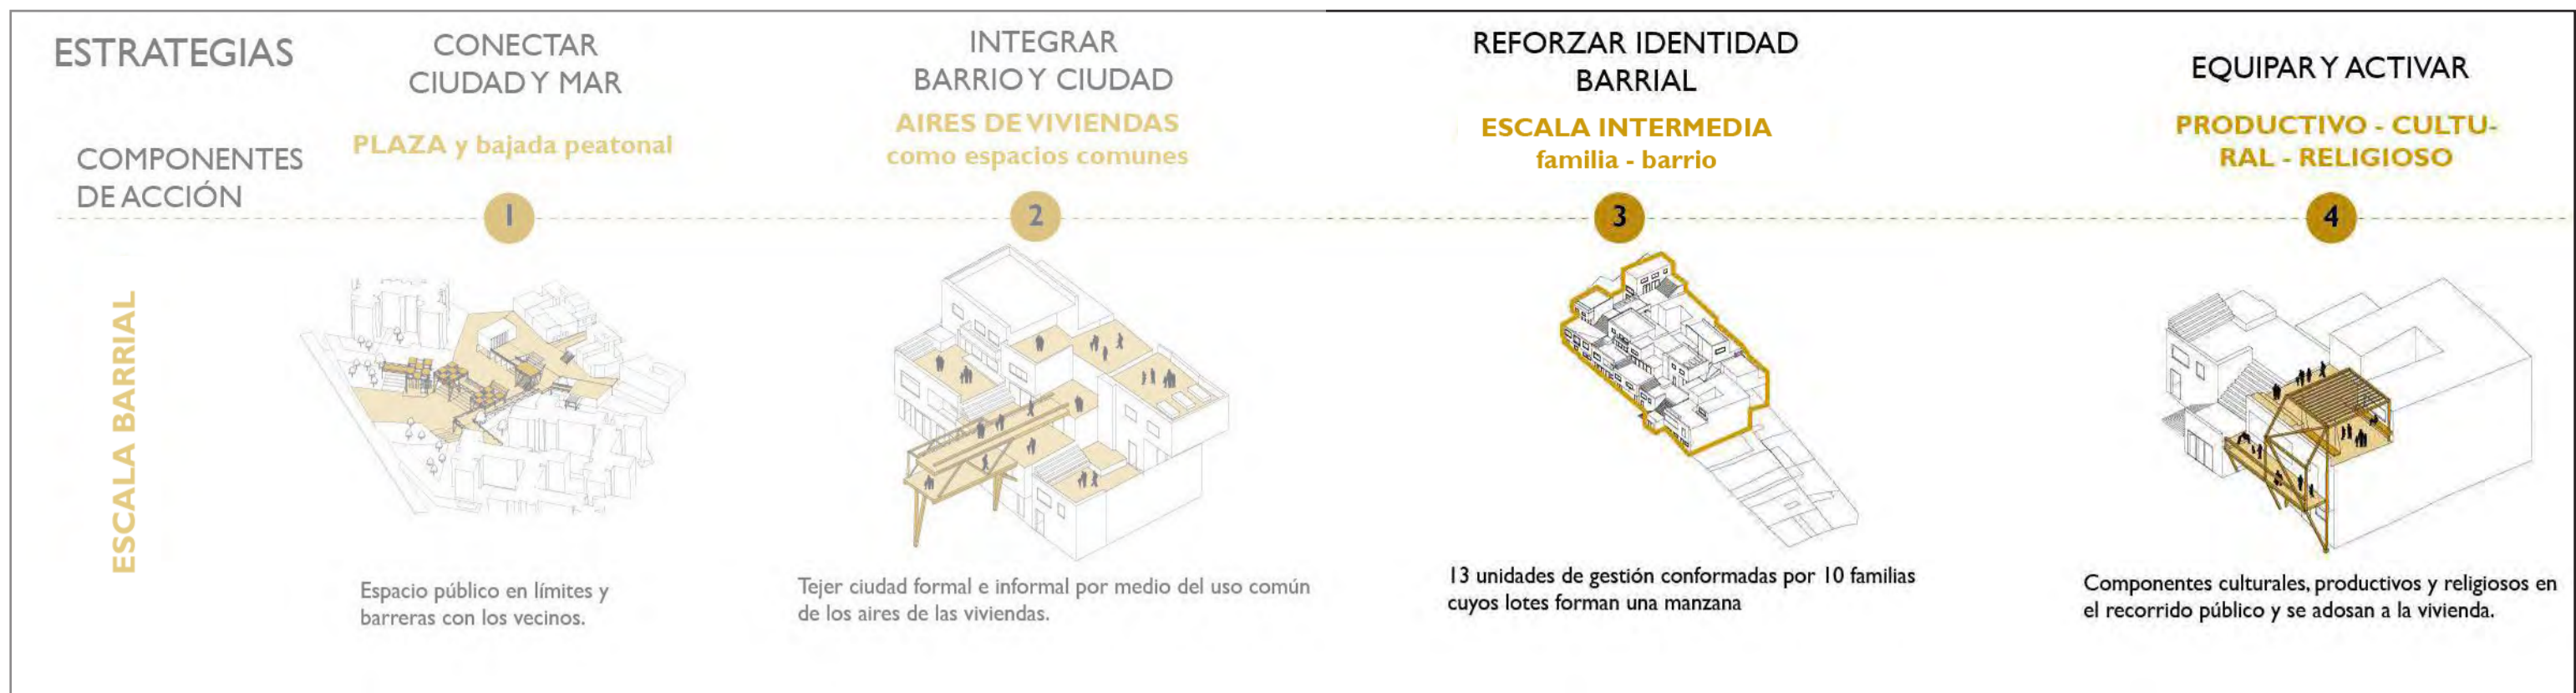 ESTRATEGIAS
CONECTAR
CIUDAD Y MAR
INTEGRAR
BARRIO Y CIUDAD
REFORZAR IDENTIDAD
BARRIAL
EQUIPAR Y ACTIVAR
COMPONENTES
DE ACCIÓN
PLAZA y bajada peatonal
AIRES DE VIVIENDAS
como espacios comunes
ESCALA INTERMEDIA
familia - barrio
PRODUCTIVO - CULTU-
RAL - RELIGIOSO
1
2
3
4
ESCALA BARRIAL
Espacio público en límites y
barreras con los vecinos.
Tejer ciudad formal e informal por medio del uso común
de los aires de las viviendas.
13 unidades de gestión conformadas por 10 familias
cuyos lotes forman una manzana
Componentes culturales, productivos y religiosos en
el recorrido público y se adosan a la vivienda.